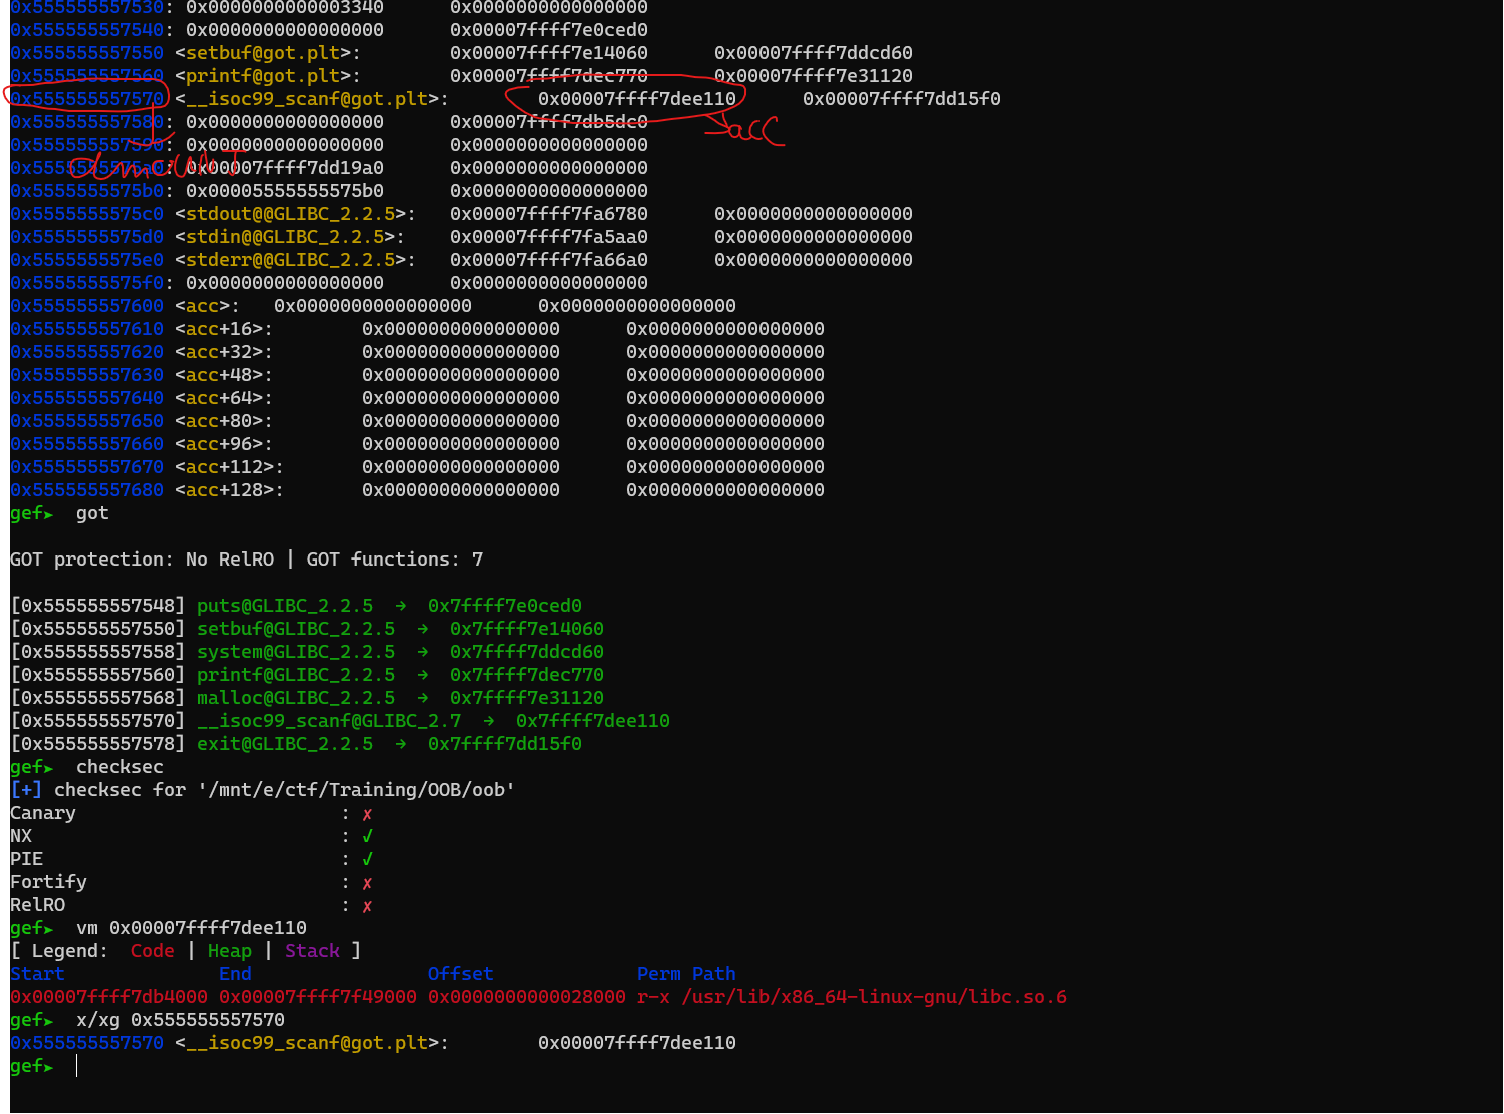 0x555555557530: 0x0000000000003340 0x0000000000000000
0x555555557540: 0x0000000000000000 0x00007ffff7e0ced0
0x555555557550 <setbuf@got.plt>: 0x00007ffff7e14060 0x00007ffff7ddcd60
0x555555557560 <printf@got.plt>: 0x00007ffff7dec770 0x00007ffff7e31120
0x555555557570 <__isoc99_scanf@got.plt>: 0x00007ffff7dee110 0x00007ffff7dd15f0
0x555555557580: 0x0000000000000000 0x00007ffff7db5dc0
acc
0x555555557590: 0x0000000000000000 0x0000000000000000
0x5555555575a0: 0x00007ffff7dd19a0 0x0000000000000000
0x5555555575b0: 0x00005555555575b0 0x0000000000000000
0x5555555575c0 <stdout@@GLIBC_2.2.5>: 0x00007ffff7fa6780 0x0000000000000000
0x5555555575d0 <stdin@@GLIBC_2.2.5>: 0x00007ffff7fa5aa0 0x0000000000000000
0x5555555575e0 <stderr@@GLIBC_2.2.5>: 0x00007ffff7fa66a0 0x0000000000000000
0x5555555575f0: 0x0000000000000000 0x0000000000000000
0x555555557600 <acc>: 0x0000000000000000 0x0000000000000000
0x555555557610 <acc+16>: 0x0000000000000000 0x0000000000000000
0x555555557620 <acc+32>: 0x0000000000000000 0x0000000000000000
0x555555557630 <acc+48>: 0x0000000000000000 0x0000000000000000
0x555555557640 <acc+64>: 0x0000000000000000 0x0000000000000000
0x555555557650 <acc+80>: 0x0000000000000000 0x0000000000000000
0x555555557660 <acc+96>: 0x0000000000000000 0x0000000000000000
0x555555557670 <acc+112>: 0x0000000000000000 0x0000000000000000
0x555555557680 <acc+128>: 0x0000000000000000 0x0000000000000000
gef➤ got
GOT protection: No RelRO | GOT functions: 7
[0x555555557548] puts@GLIBC_2.2.5 → 0x7ffff7e0ced0
[0x555555557550] setbuf@GLIBC_2.2.5 → 0x7ffff7e14060
[0x555555557558] system@GLIBC_2.2.5 → 0x7ffff7ddcd60
[0x555555557560] printf@GLIBC_2.2.5 → 0x7ffff7dec770
[0x555555557568] malloc@GLIBC_2.2.5 → 0x7ffff7e31120
[0x555555557570] __isoc99_scanf@GLIBC_2.7 → 0x7ffff7dee110
[0x555555557578] exit@GLIBC_2.2.5 → 0x7ffff7dd15f0
gef➤ checksec
[+] checksec for '/mnt/e/ctf/Training/OOB/oob'
Canary : ✗
NX : ✓
PIE : ✓
Fortify : ✗
RelRO : ✗
gef➤ vm 0x00007ffff7dee110
[ Legend: Code | Heap | Stack ]
Start End Offset Perm Path
0x00007ffff7db4000 0x00007ffff7f49000 0x0000000000028000 r-x /usr/lib/x86_64-linux-gnu/libc.so.6
gef➤ x/xg 0x555555557570
0x555555557570 <__isoc99_scanf@got.plt>: 0x00007ffff7dee110
gef➤